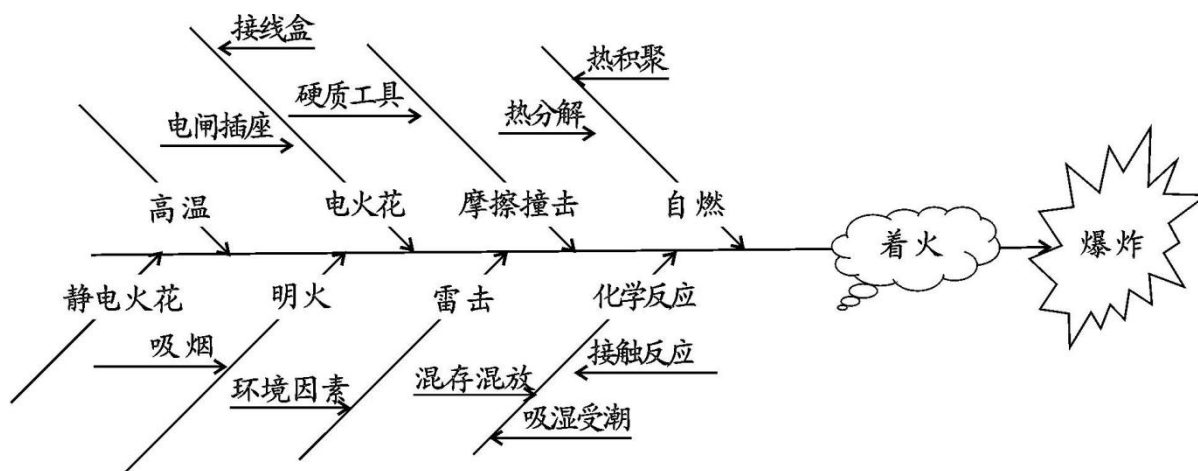 接线盒
硬质工具
热积聚
电闸插座
热分解
高温
电火花
摩擦撞击
自燃
着火
爆炸
静电火花
明火
雷击
化学反应
吸烟
环境因素
混存混放
接触反应
吸湿受潮